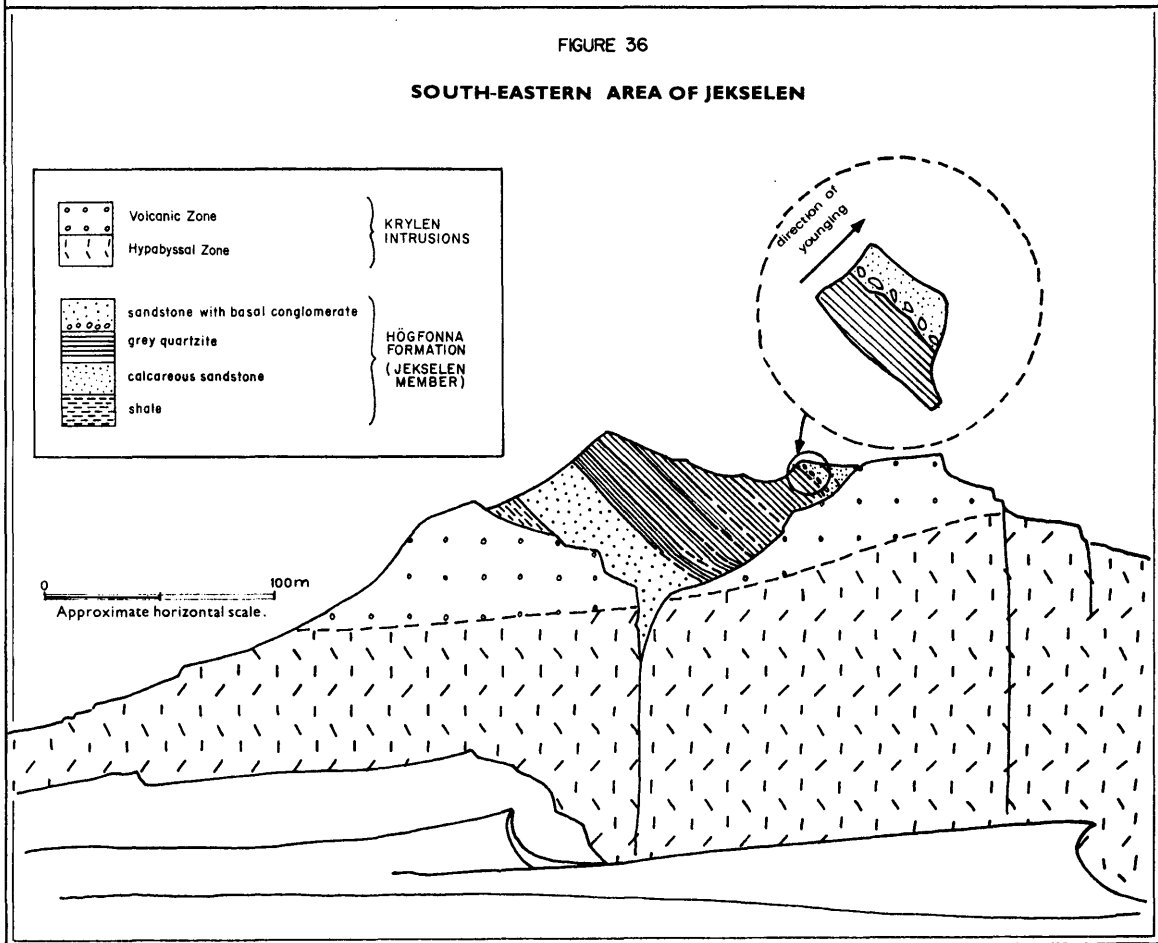 FIGURE 36
SOUTH-EASTERN AREA OF JEKSELEN
Volcanic Zone
Hypabyssal Zone
KRYLEN
INTRUSIONS
sandstone with basal conglomerate
grey quartzite
calcareous sandstone
shale
HÖGFONNA
FORMATION
(JEKSELEN
MEMBER)
direction of
younging
0 100m
Approximate horizontal scale.